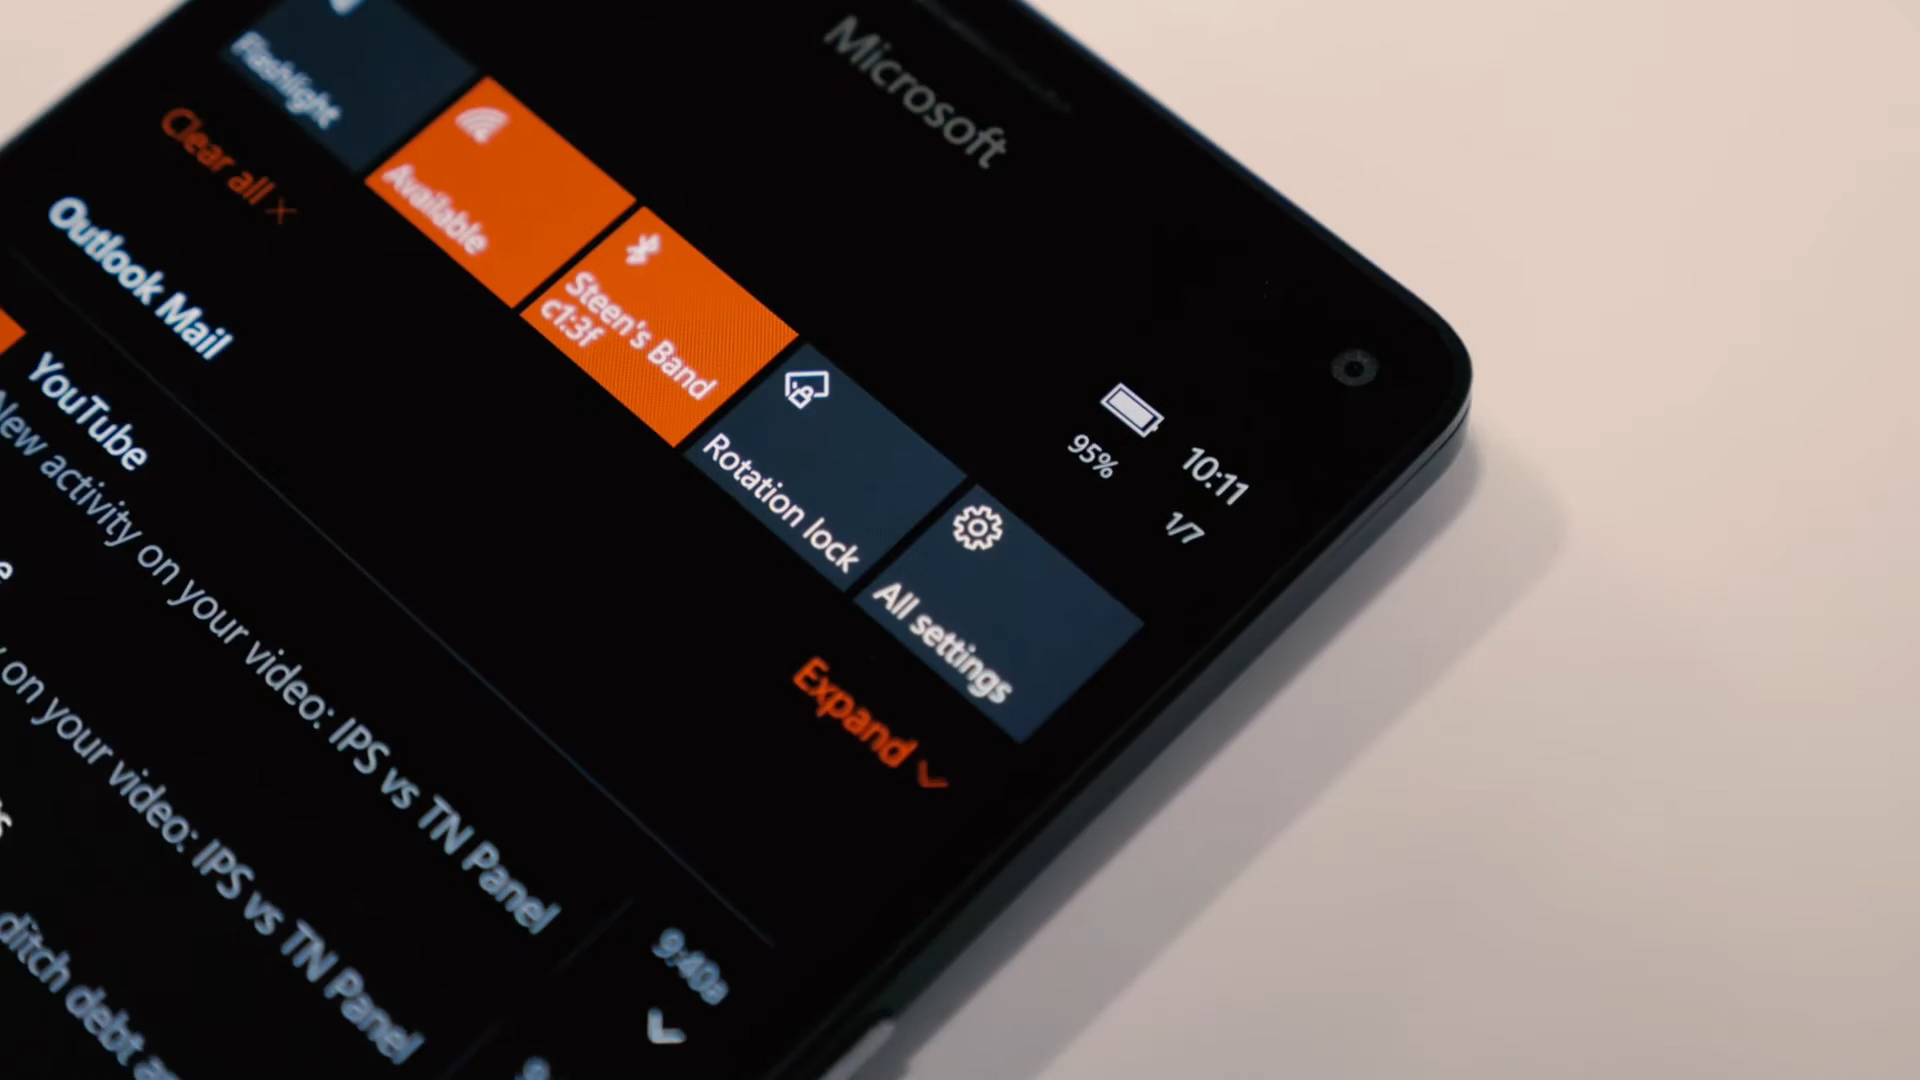 Microsoft
10:11
95%
1/7
Flashlight
Available
Steen's Band
c1:3f
Rotation lock
All settings
Clear all ×
Expand
Outlook Mail
YouTube
New activity on your video: IPS vs TN Panel
9:40a
on your video: IPS vs TN Panel
ditch debt